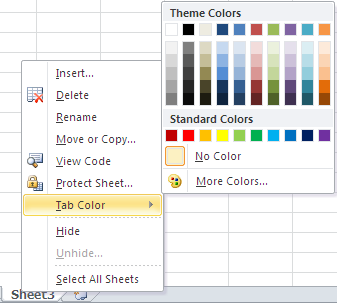 Theme Colors
Standard Colors
No Color
More Colors...
Insert...
Delete
Rename
Move or Copy...
View Code
Protect Sheet...
Tab Color
Hide
Unhide...
Select All Sheets
Sheet3